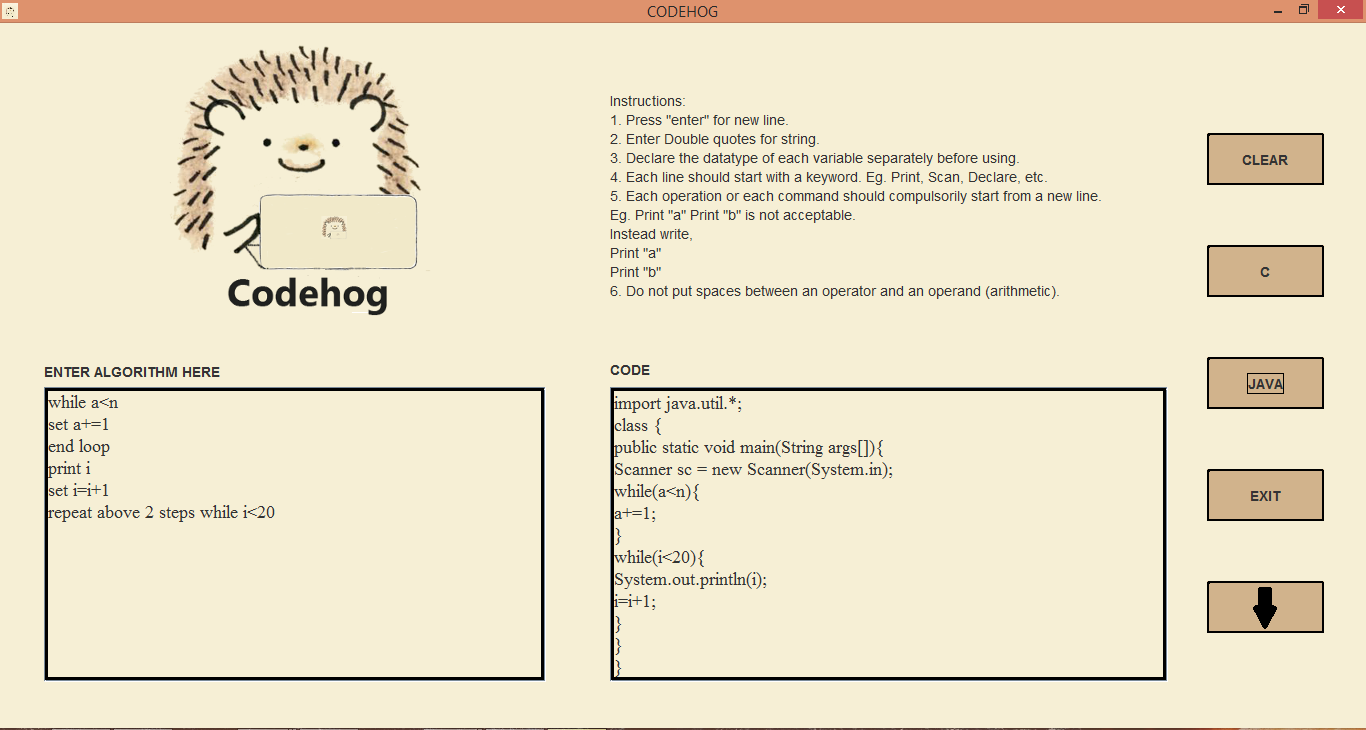 CODEHOG
Codehog
Instructions:
1. Press "enter" for new line.
2. Enter Double quotes for string.
3. Declare the datatype of each variable separately before using.
4. Each line should start with a keyword. Eg. Print, Scan, Declare, etc.
5. Each operation or each command should compulsorily start from a new line.
Eg. Print "a" Print "b" is not acceptable.
Instead write,
Print "a"
Print "b"
6. Do not put spaces between an operator and an operand (arithmetic).
ENTER ALGORITHM HERE
while a<n
set a+=1
end loop
print i
set i=i+1
repeat above 2 steps while i<20
CODE
import java.util.*;
class {
public static void main(String args[]){
Scanner sc = new Scanner(System.in);
while(a<n){
a+=1;
}
while(i<20){
System.out.println(i);
i=i+1;
}
}
}
CLEAR
C
JAVA
EXIT